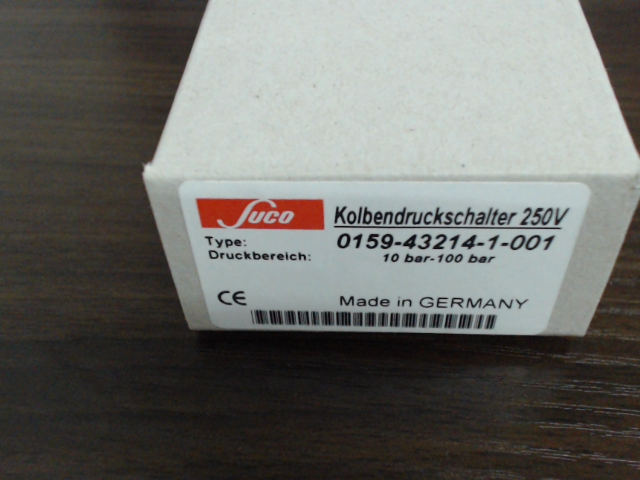 Suco
Kolbendruckschalter 250V
Type: 0159-43214-1-001
Druckbereich: 10 bar-100 bar
CE Made in GERMANY